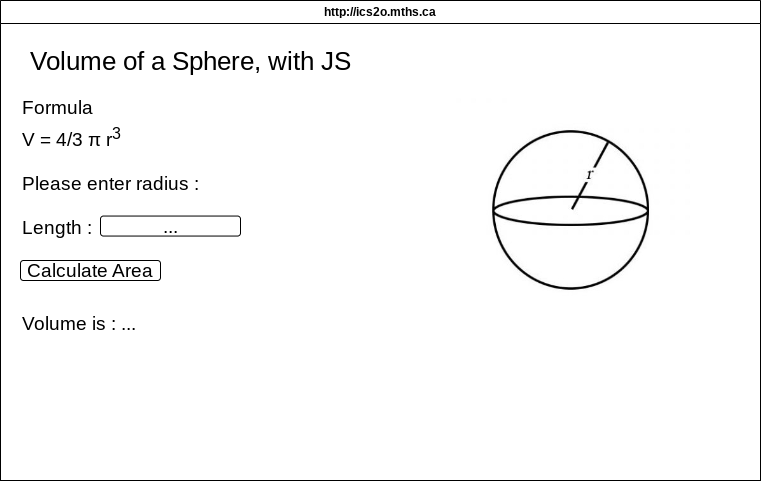 http://ics2o.mths.ca
Volume of a Sphere, with JS
Formula
V = 4/3 π r³
Please enter radius :
r
Length : ...
Calculate Area
Volume is : ...